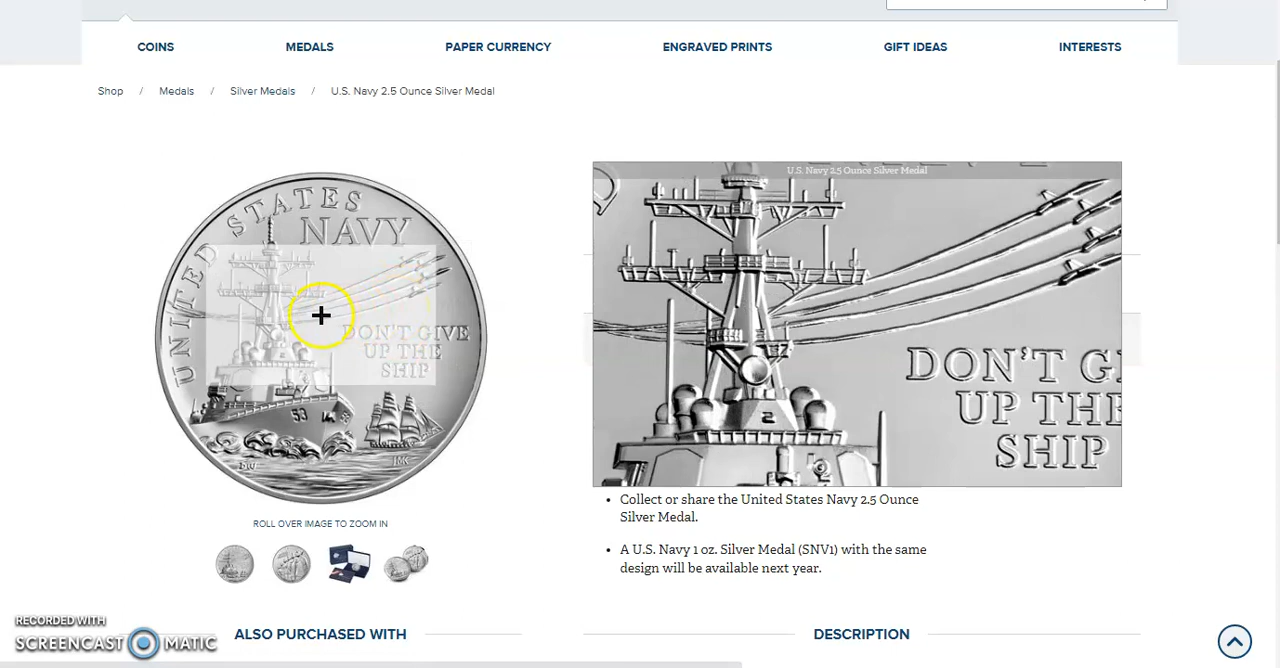 COINS MEDALS PAPER CURRENCY ENGRAVED PRINTS GIFT IDEAS INTERESTS
Shop / Medals / Silver Medals / U.S. Navy 2.5 Ounce Silver Medal
UNITED STATES
NAVY
DON'T GIVE
UP THE
SHIP
53
DW
JMK
ROLL OVER IMAGE TO ZOOM IN
U.S. Navy 2.5 Ounce Silver Medal
DON'T G
UP THE
SHIP
• Collect or share the United States Navy 2.5 Ounce
Silver Medal.
• A U.S. Navy 1 oz. Silver Medal (SNV1) with the same
design will be available next year.
ALSO PURCHASED WITH
DESCRIPTION
RECORDED WITH
SCREENCAST MATIC